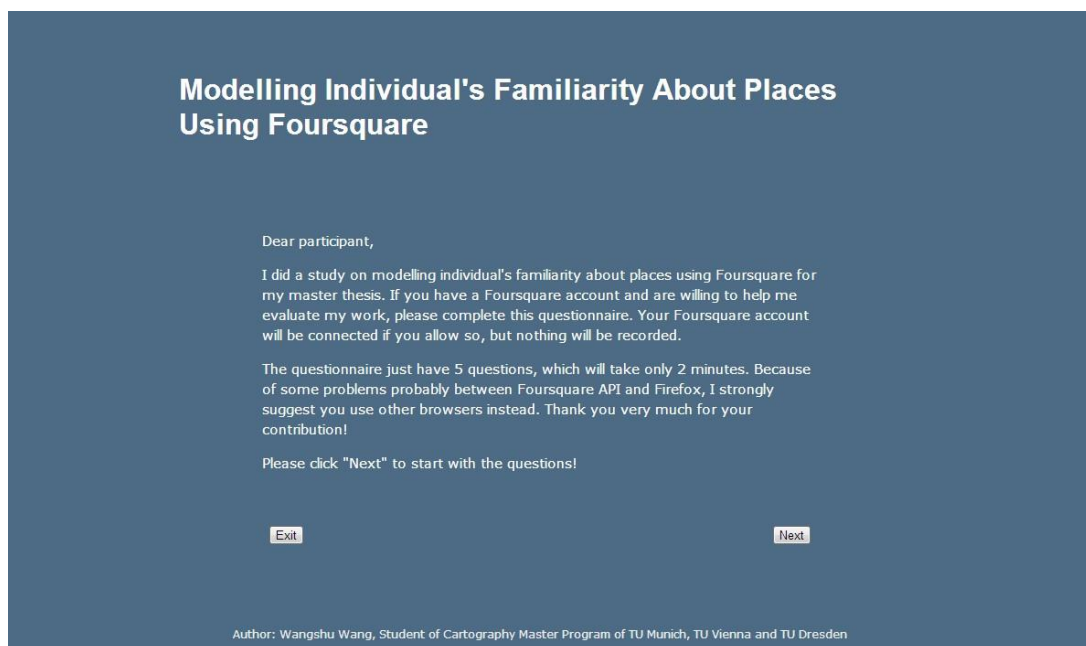 Modelling Individual's Familiarity About Places
Using Foursquare
Dear participant,
I did a study on modelling individual's familiarity about places using Foursquare for
my master thesis. If you have a Foursquare account and are willing to help me
evaluate my work, please complete this questionnaire. Your Foursquare account
will be connected if you allow so, but nothing will be recorded.
The questionnaire just have 5 questions, which will take only 2 minutes. Because
of some problems probably between Foursquare API and Firefox, I strongly
suggest you use other browsers instead. Thank you very much for your
contribution!
Please click "Next" to start with the questions!
Exit
Next
Author: Wangshu Wang, Student of Cartography Master Program of TU Munich, TU Vienna and TU Dresden